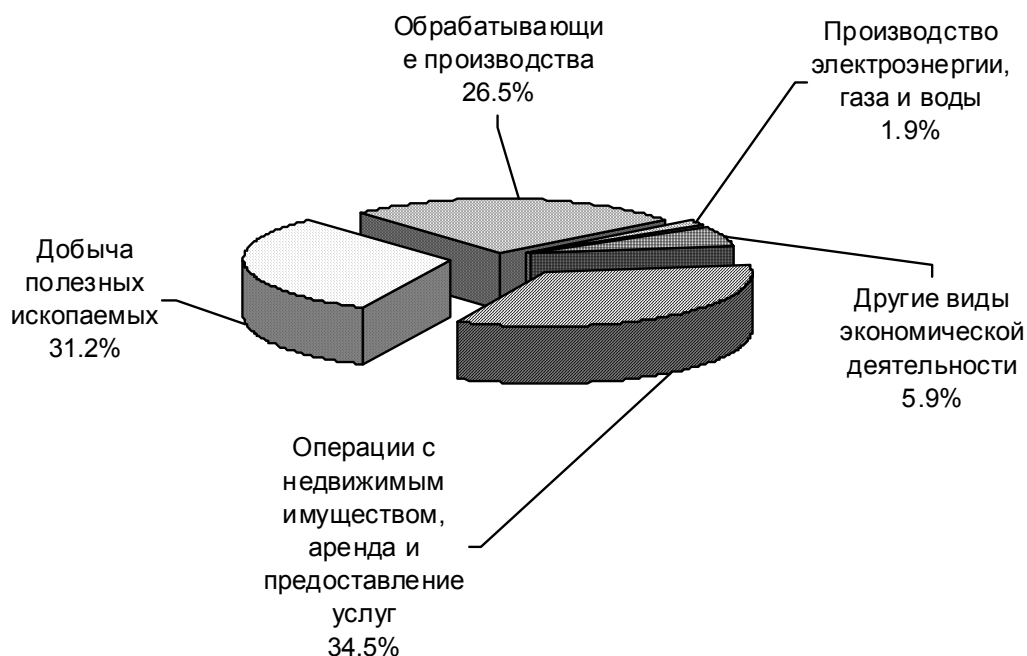 Обрабатывающи
е производства
26.5%
Производство
электроэнергии,
газа и воды
1.9%
Добыча
полезных
ископаемых
31.2%
Другие виды
экономической
деятельности
5.9%
Операции с
недвижимым
имуществом,
аренда и
предоставление
услуг
34.5%